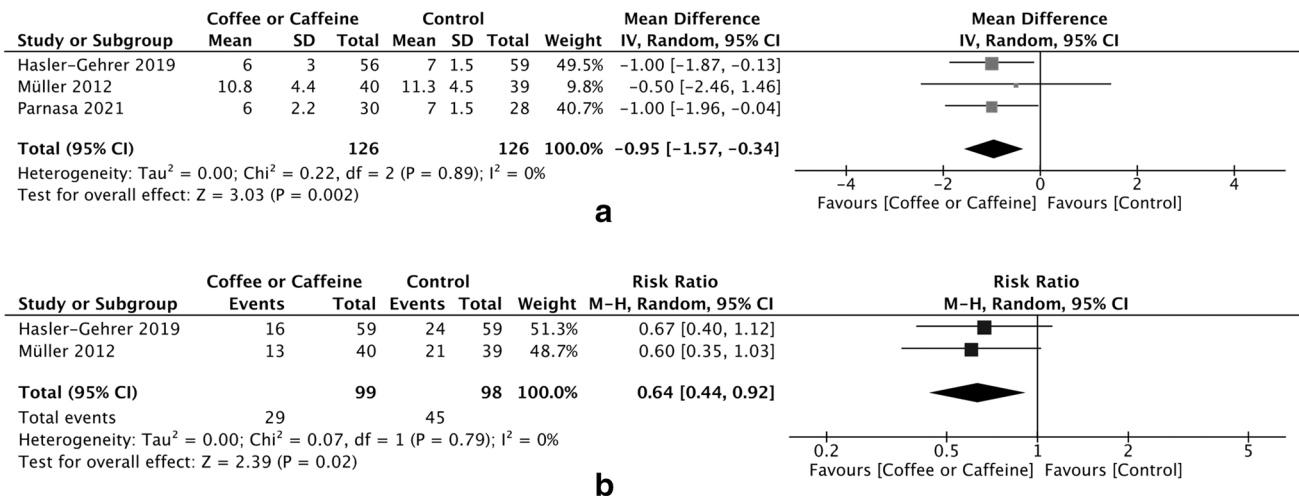 Coffee or Caffeine Control Mean Difference Mean Difference
Study or Subgroup Mean SD Total Mean SD Total Weight IV, Random, 95% CI IV, Random, 95% CI
Hasler-Gehrer 2019 6 3 56 7 1.5 59 49.5% -1.00 [-1.87, -0.13]
Müller 2012 10.8 4.4 40 11.3 4.5 39 9.8% -0.50 [-2.46, 1.46]
Parnasa 2021 6 2.2 30 7 1.5 28 40.7% -1.00 [-1.96, -0.04]
Total (95% CI) 126 126 100.0% -0.95 [-1.57, -0.34]
Heterogeneity: Tau² = 0.00; Chi² = 0.22, df = 2 (P = 0.89); I² = 0%
Test for overall effect: Z = 3.03 (P = 0.002)
-4 -2 0 2 4
Favours [Coffee or Caffeine] Favours [Control]
a
Coffee or Caffeine Control Risk Ratio Risk Ratio
Study or Subgroup Events Total Events Total Weight M-H, Random, 95% CI M-H, Random, 95% CI
Hasler-Gehrer 2019 16 59 24 59 51.3% 0.67 [0.40, 1.12]
Müller 2012 13 40 21 39 48.7% 0.60 [0.35, 1.03]
Total (95% CI) 99 98 100.0% 0.64 [0.44, 0.92]
Total events 29 45
Heterogeneity: Tau² = 0.00; Chi² = 0.07, df = 1 (P = 0.79); I² = 0%
Test for overall effect: Z = 2.39 (P = 0.02)
0.2 0.5 1 2 5
Favours [Coffee or Caffeine] Favours [Control]
b